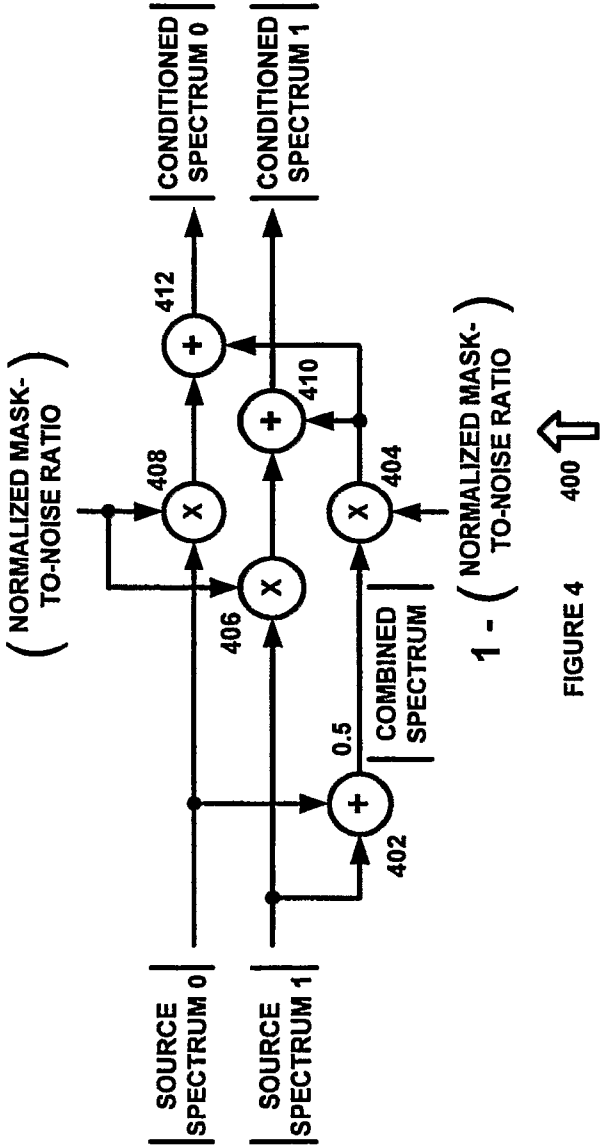 ( NORMALIZED MASK-
TO-NOISE RATIO )
|SOURCE
SPECTRUM 0|
|SOURCE
SPECTRUM 1|
402
+
0.5
|COMBINED
SPECTRUM|
406
X
408
X
404
X
410
+
412
+
|CONDITIONED
SPECTRUM 0|
|CONDITIONED
SPECTRUM 1|
1 - ( NORMALIZED MASK-
TO-NOISE RATIO )
FIGURE 4
400